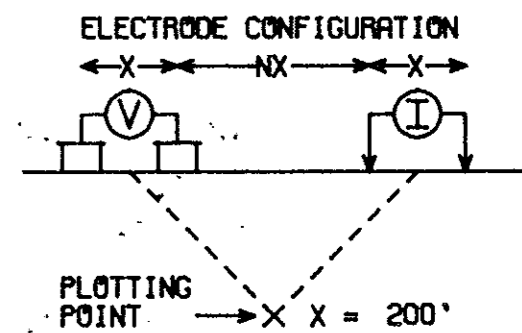 ELECTRODE CONFIGURATION
X NX X
V I
PLOTTING
POINT X X = 200'